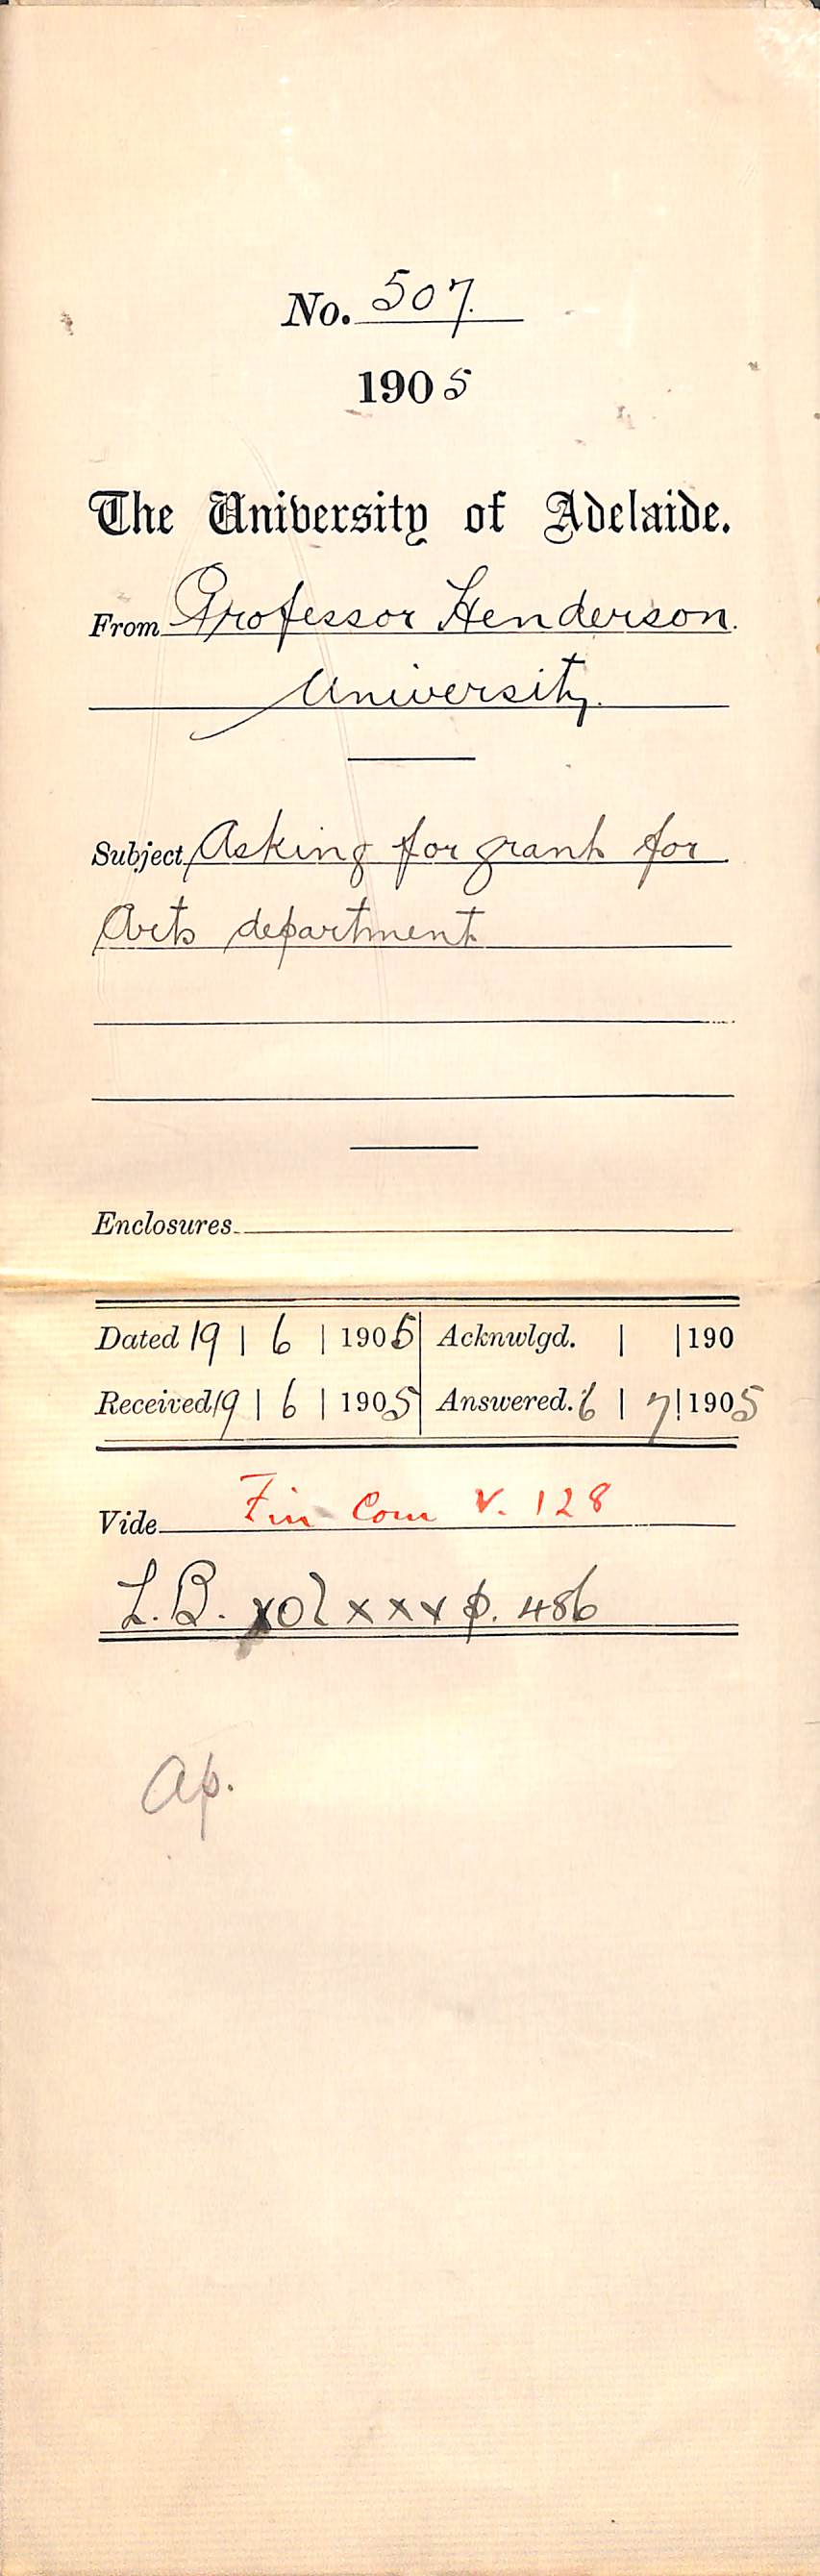 No. 507.
1905
The University of Adelaide.
From Professor Henderson.
University.
Subject Asking for grant for
Arts department
Enclosures
Dated 19 | 6 | 1905 Acknwlgd. | | 190
Received 19 | 6 | 1905 Answered. 6 | 7 | 1905
Vide Fin Com V. 128
L.B. vol xxx p. 486
Ap.